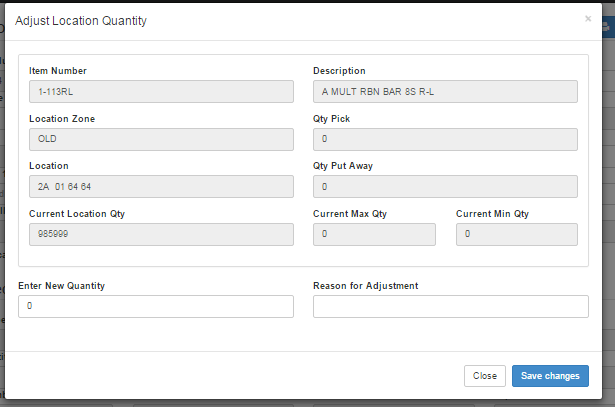 Adjust Location Quantity
×
Item Number
Description
1-113RL
A MULT RBN BAR 8S R-L
Location Zone
Qty Pick
OLD
0
Location
Qty Put Away
2A 01 64 64
0
Current Location Qty
Current Max Qty
Current Min Qty
985999
0
0
Enter New Quantity
Reason for Adjustment
0
Close
Save changes